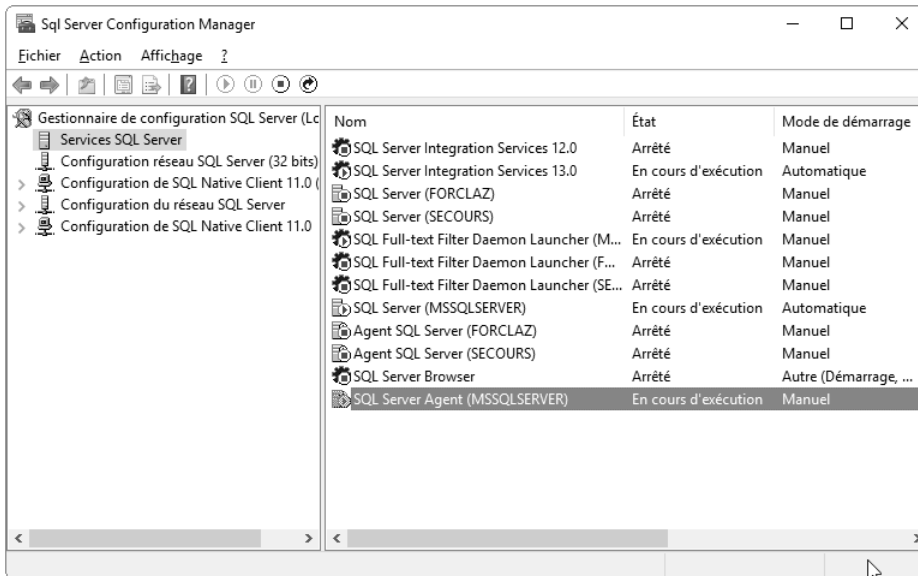 Sql Server Configuration Manager
Fichier Action Affichage ?
Gestionnaire de configuration SQL Server (Lc
Services SQL Server
Configuration réseau SQL Server (32 bits)
Configuration de SQL Native Client 11.0 (
Configuration du réseau SQL Server
Configuration de SQL Native Client 11.0
Nom État Mode de démarrage
SQL Server Integration Services 12.0 Arrêté Manuel
SQL Server Integration Services 13.0 En cours d'exécution Automatique
SQL Server (FORCLAZ) Arrêté Manuel
SQL Server (SECOURS) Arrêté Manuel
SQL Full-text Filter Daemon Launcher (M... En cours d'exécution Manuel
SQL Full-text Filter Daemon Launcher (F... Arrêté Manuel
SQL Full-text Filter Daemon Launcher (SE... Arrêté Manuel
SQL Server (MSSQLSERVER) En cours d'exécution Automatique
Agent SQL Server (FORCLAZ) Arrêté Manuel
Agent SQL Server (SECOURS) Arrêté Manuel
SQL Server Browser Arrêté Autre (Démarrage, ...
SQL Server Agent (MSSQLSERVER) En cours d'exécution Manuel